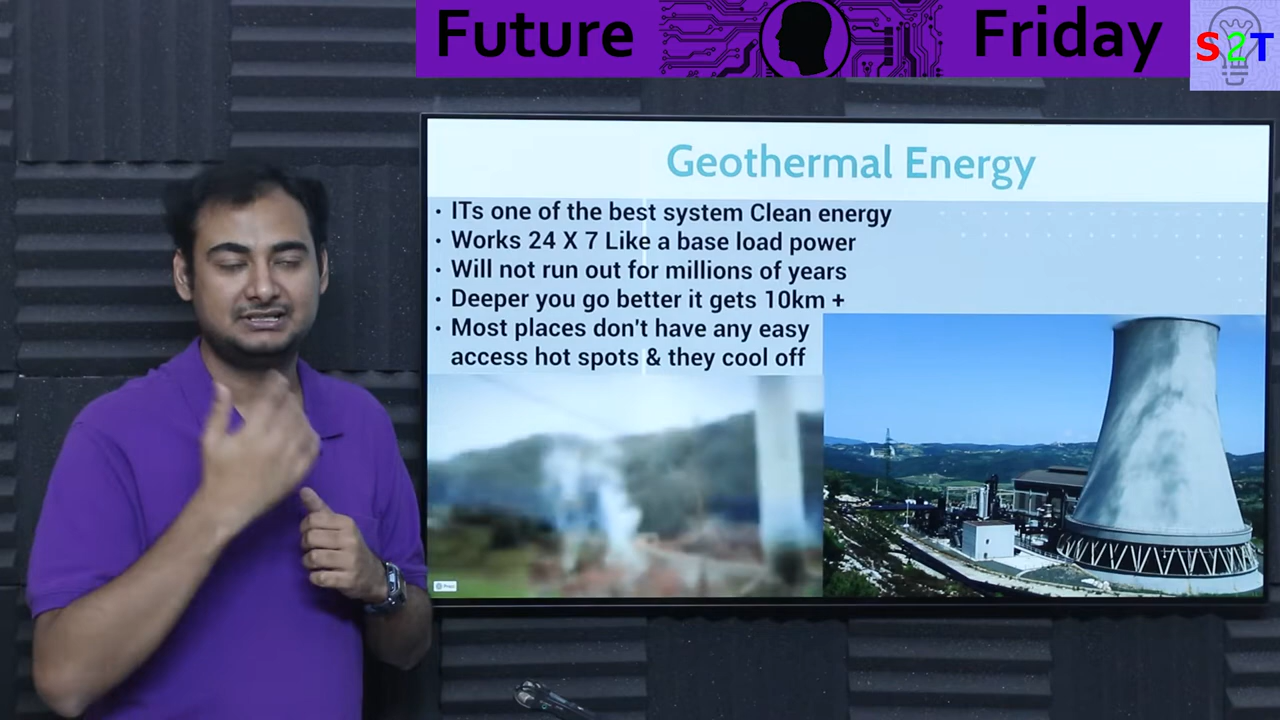 Future Friday
S2T
Geothermal Energy
• ITs one of the best system Clean energy
• Works 24 X 7 Like a base load power
• Will not run out for millions of years
• Deeper you go better it gets 10km +
• Most places don't have any easy
access hot spots & they cool off